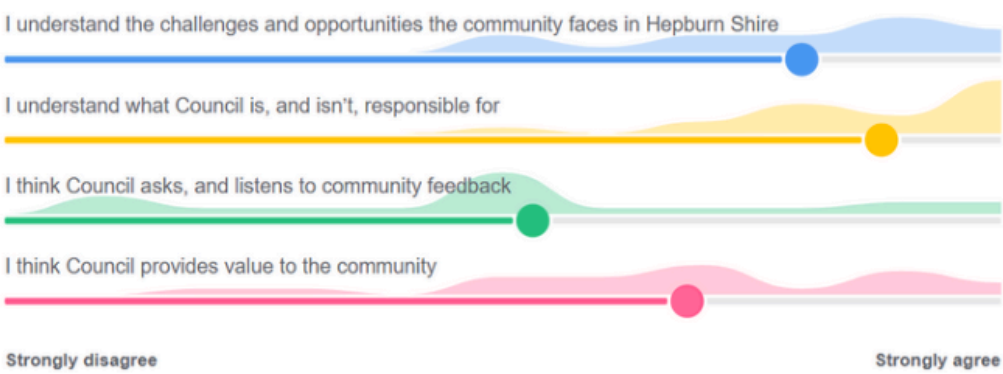 I understand the challenges and opportunities the community faces in Hepburn Shire
I understand what Council is, and isn't, responsible for
I think Council asks, and listens to community feedback
I think Council provides value to the community
Strongly disagree
Strongly agree